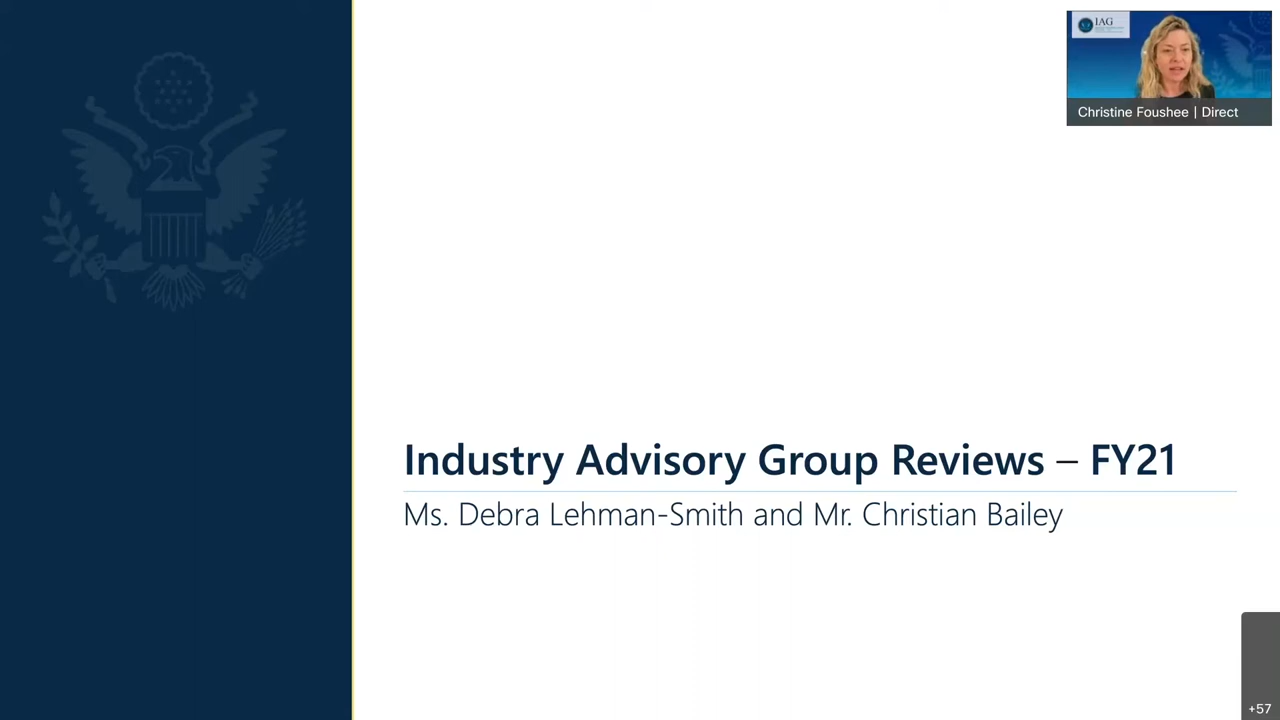 IAG
Christine Foushee | Direct
Industry Advisory Group Reviews – FY21
Ms. Debra Lehman-Smith and Mr. Christian Bailey
+57